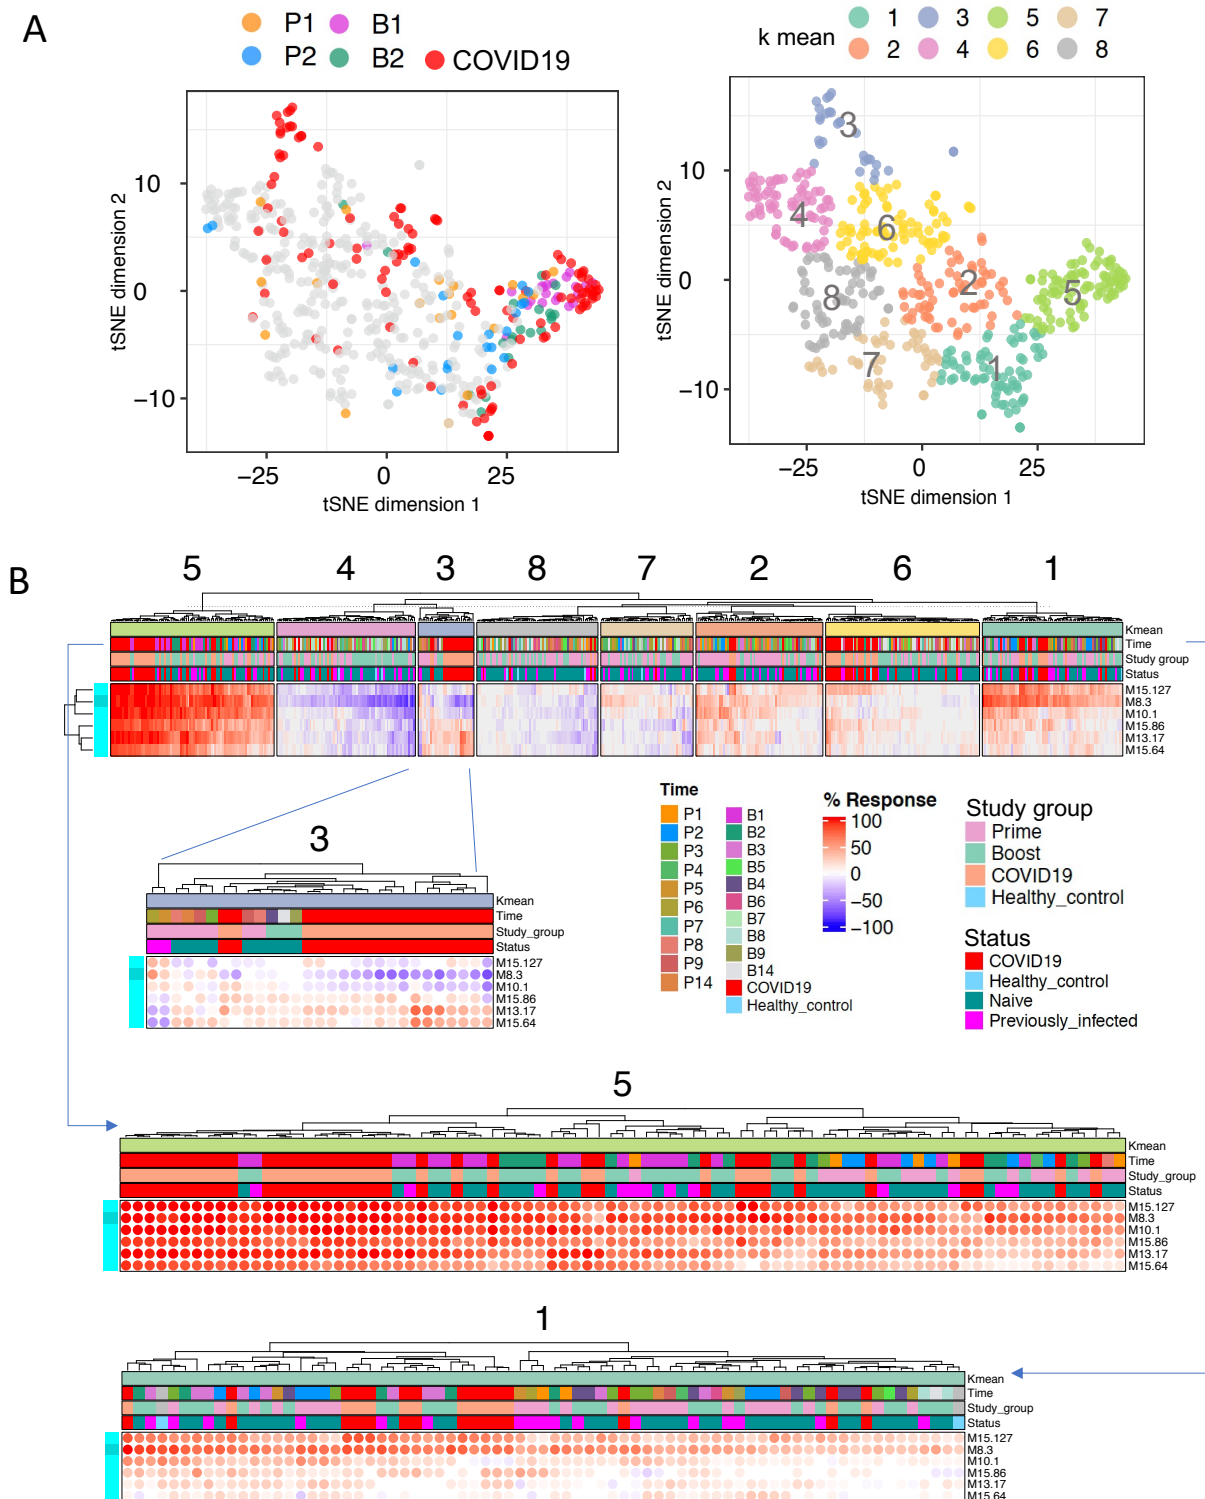 A
P1 B1
P2 B2 COVID19
k mean 1 3 5 7
2 4 6 8
tSNE dimension 2
10
0
−10
−25 0 25
tSNE dimension 1
tSNE dimension 2
10
0
−10
−25 0 25
tSNE dimension 1
3
4
6
2
5
8
7
1
B
5 4 3 8 7 2 6 1
Kmean
Time
Study group
Status
M15.127
M8.3
M10.1
M15.86
M13.17
M15.64
3
Kmean
Time
Study_group
Status
M15.127
M8.3
M10.1
M15.86
M13.17
M15.64
Time
P1
P2
P3
P4
P5
P6
P7
P8
P9
P14
B1
B2
B3
B5
B4
B6
B7
B8
B9
B14
COVID19
Healthy_control
% Response
100
50
0
−50
−100
Study group
Prime
Boost
COVID19
Healthy_control
Status
COVID19
Healthy_control
Naive
Previously_infected
5
Kmean
Time
Study_group
Status
M15.127
M8.3
M10.1
M15.86
M13.17
M15.64
1
Kmean
Time
Study_group
Status
M15.127
M8.3
M10.1
M15.86
M13.17
M15.64